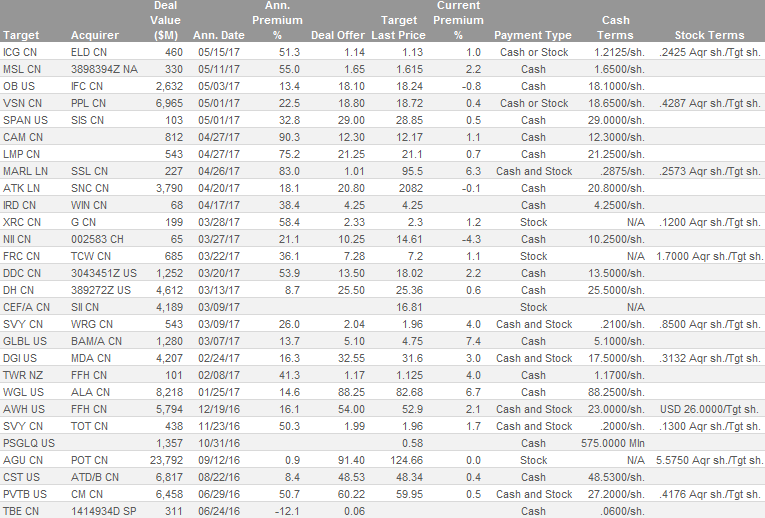 Deal Ann. Current
Value Premium Target Premium Cash
Target Acquirer ($M) Ann. Date % Deal Offer Last Price % Payment Type Terms Stock Terms
ICG CN ELD CN 460 05/15/17 51.3 1.14 1.13 1.0 Cash or Stock 1.2125/sh. .2425 Aqr sh./Tgt sh.
MSL CN 3898394Z NA 330 05/11/17 55.0 1.65 1.615 2.2 Cash 1.6500/sh.
OB US IFC CN 2,632 05/03/17 13.4 18.10 18.24 -0.8 Cash 18.1000/sh.
VSN CN PPL CN 6,965 05/01/17 22.5 18.80 18.72 0.4 Cash or Stock 18.6500/sh. .4287 Aqr sh./Tgt sh.
SPAN US SIS CN 103 05/01/17 32.8 29.00 28.85 0.5 Cash 29.0000/sh.
CAM CN 812 04/27/17 90.3 12.30 12.17 1.1 Cash 12.3000/sh.
LMP CN 543 04/27/17 75.2 21.25 21.1 0.7 Cash 21.2500/sh.
MARL LN SSL CN 227 04/26/17 83.0 1.01 95.5 6.3 Cash and Stock .2875/sh. .2573 Aqr sh./Tgt sh.
ATK LN SNC CN 3,790 04/20/17 18.1 20.80 2082 -0.1 Cash 20.8000/sh.
IRD CN WIN CN 68 04/17/17 38.4 4.25 4.25 Cash 4.2500/sh.
XRC CN G CN 199 03/28/17 58.4 2.33 2.3 1.2 Stock N/A .1200 Aqr sh./Tgt sh.
NII CN 002583 CH 65 03/27/17 21.1 10.25 14.61 -4.3 Cash 10.2500/sh.
FRC CN TCW CN 685 03/22/17 36.1 7.28 7.2 1.1 Stock N/A 1.7000 Aqr sh./Tgt sh.
DDC CN 3043451Z US 1,252 03/20/17 53.9 13.50 18.02 2.2 Cash 13.5000/sh.
DH CN 389272Z US 4,612 03/13/17 8.7 25.50 25.36 0.6 Cash 25.5000/sh.
CEF/A CN SII CN 4,189 03/09/17 16.81 Stock N/A
SVY CN WRG CN 543 03/09/17 26.0 2.04 1.96 4.0 Cash and Stock .2100/sh. .8500 Aqr sh./Tgt sh.
GLBL US BAM/A CN 1,280 03/07/17 13.7 5.10 4.75 7.4 Cash 5.1000/sh.
DGI US MDA CN 4,207 02/24/17 16.3 32.55 31.6 3.0 Cash and Stock 17.5000/sh. .3132 Aqr sh./Tgt sh.
TWR NZ FFH CN 101 02/08/17 41.3 1.17 1.125 4.0 Cash 1.1700/sh.
WGL US ALA CN 8,218 01/25/17 14.6 88.25 82.68 6.7 Cash 88.2500/sh.
AWH US FFH CN 5,794 12/19/16 16.1 54.00 52.9 2.1 Cash and Stock 23.0000/sh. USD 26.0000/Tgt sh.
SVY CN TOT CN 438 11/23/16 50.3 1.99 1.96 1.7 Cash and Stock .2000/sh. .1300 Aqr sh./Tgt sh.
PSGLQ US 1,357 10/31/16 0.58 Cash 575.0000 Mln
AGU CN POT CN 23,792 09/12/16 0.9 91.40 124.66 0.0 Stock N/A 5.5750 Aqr sh./Tgt sh.
CST US ATD/B CN 6,817 08/22/16 8.4 48.53 48.34 0.4 Cash 48.5300/sh.
PVTB US CM CN 6,458 06/29/16 50.7 60.22 59.95 0.5 Cash and Stock 27.2000/sh. .4176 Aqr sh./Tgt sh.
TBE CN 1414934D SP 311 06/24/16 -12.1 0.06 Cash .0600/sh.